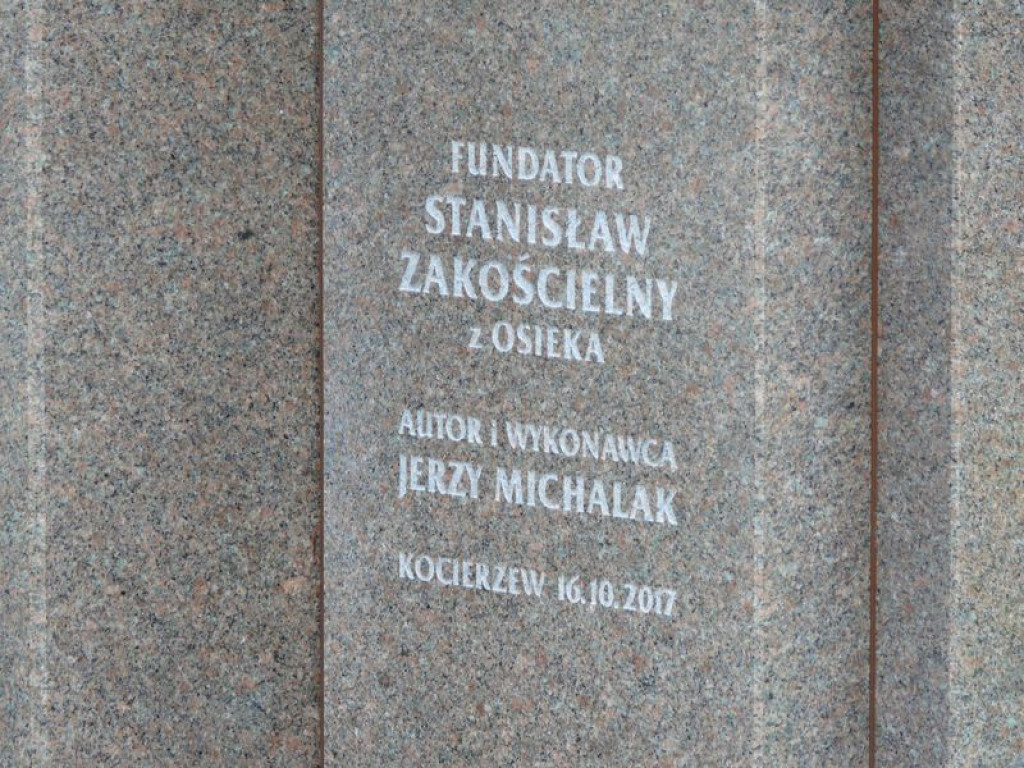 FUNDATOR
STANISŁAW
ZAKOŚCIELNY
z OSIEKA
AUTOR I WYKONAWCA
JERZY MICHALAK
KOCIERZEW 16.10.2017